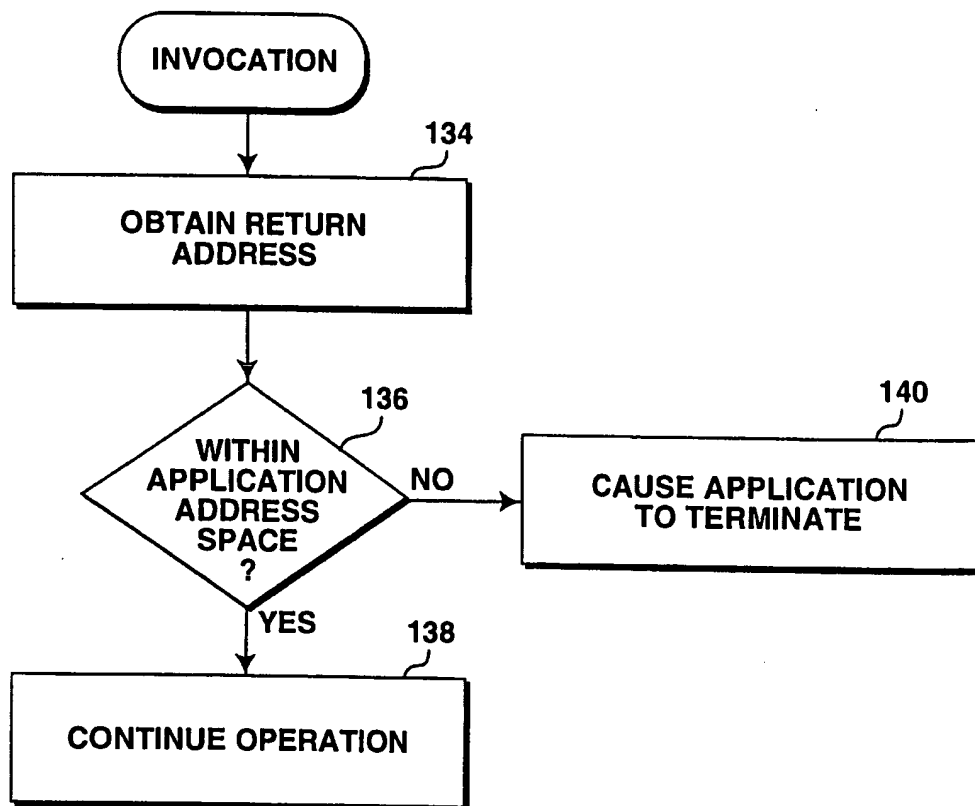 INVOCATION
134
OBTAIN RETURN
ADDRESS
136
WITHIN
APPLICATION
ADDRESS
SPACE
?
NO
140
CAUSE APPLICATION
TO TERMINATE
YES
138
CONTINUE OPERATION